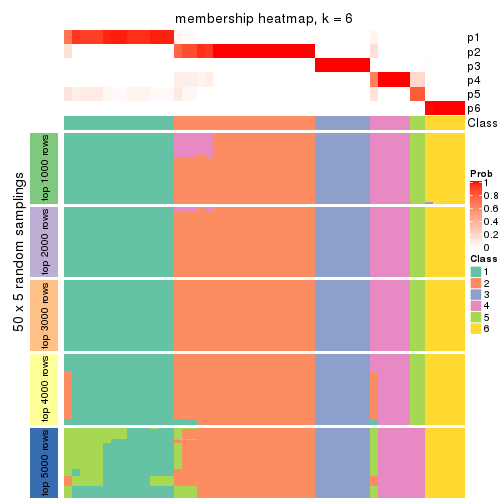 membership heatmap, k = 6
p1
p2
p3
p4
p5
p6
Class
50 x 5 random samplings
top 1000 rows
top 2000 rows
top 3000 rows
top 4000 rows
top 5000 rows
Prob
1
0.8
0.6
0.4
0.2
0
Class
1
2
3
4
5
6